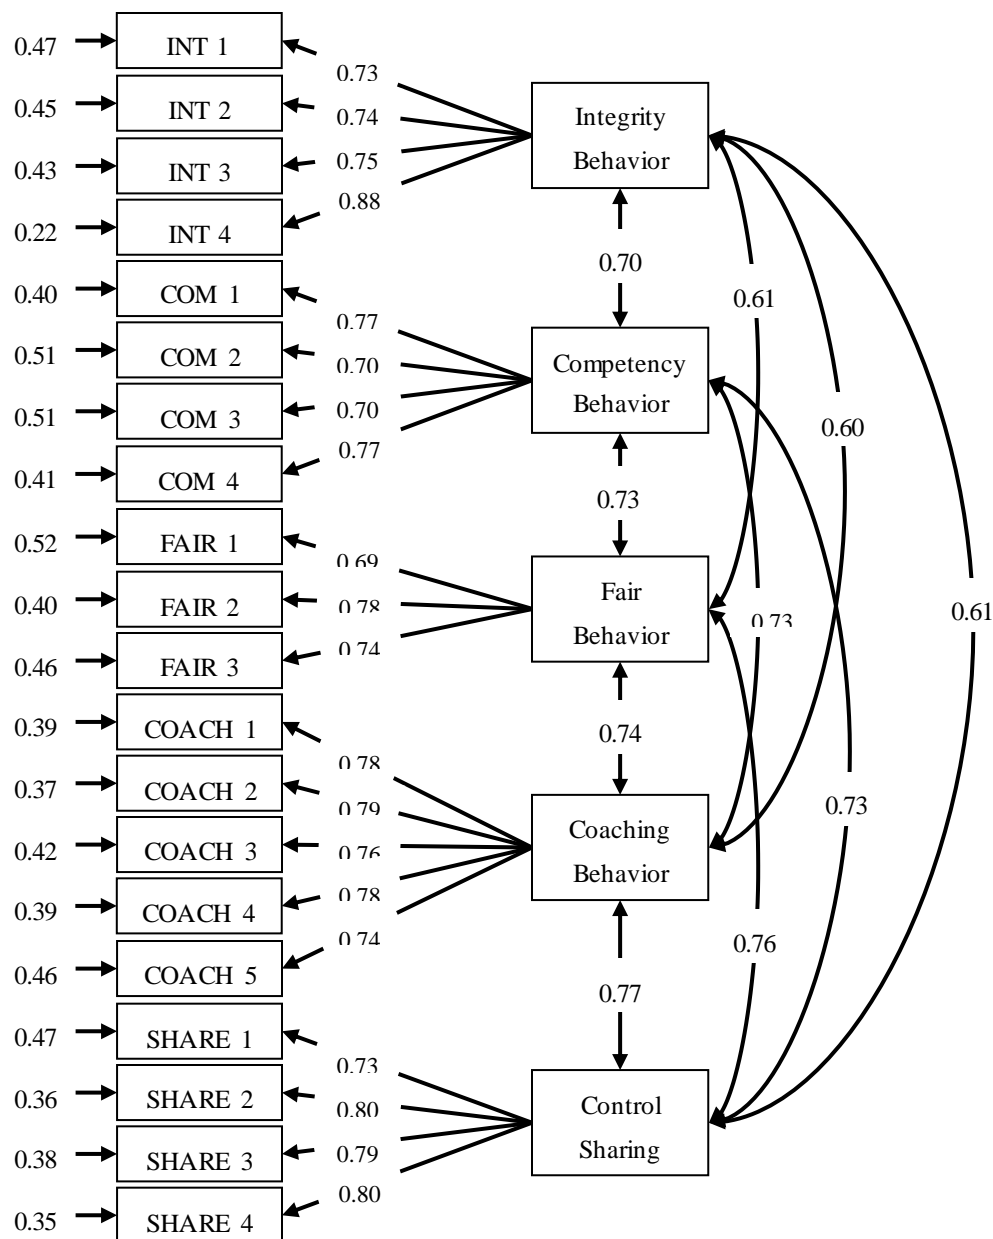 0.47
INT 1
0.73
0.45
INT 2
0.74
0.43
INT 3
0.75
0.22
INT 4
0.88
Integrity
Behavior
0.40
COM 1
0.77
0.51
COM 2
0.70
0.51
COM 3
0.70
0.41
COM 4
0.77
Competency
Behavior
0.52
FAIR 1
0.69
0.40
FAIR 2
0.78
0.46
FAIR 3
0.74
Fair
Behavior
0.39
COACH 1
0.78
0.37
COACH 2
0.79
0.42
COACH 3
0.76
0.39
COACH 4
0.78
0.46
COACH 5
0.74
Coaching
Behavior
0.47
SHARE 1
0.73
0.36
SHARE 2
0.80
0.38
SHARE 3
0.79
0.35
SHARE 4
0.80
Control
Sharing
0.70
0.61
0.60
0.73
0.61
0.73
0.74
0.73
0.76
0.77